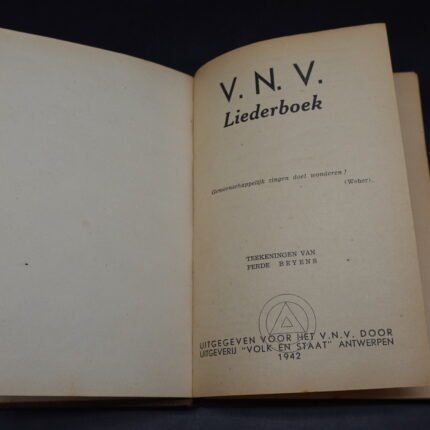 V. N. V.
Liederboek
Gemeenschappelijk zingen doet wonderen!
(Weber).
TEEKENINGEN VAN
FERDE BEYENS
UITGEGEVEN VOOR HET V.N.V. DOOR
UITGEVERIJ "VOLK EN STAAT" ANTWERPEN
1942